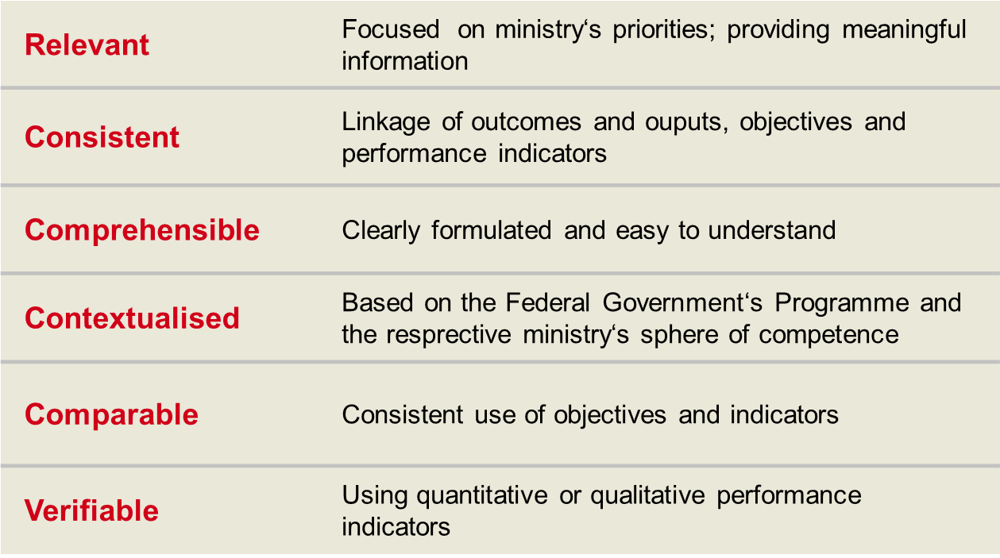 Relevant
Focused on ministry‘s priorities; providing meaningful
information
Consistent
Linkage of outcomes and ouputs, objectives and
performance indicators
Comprehensible
Clearly formulated and easy to understand
Contextualised
Based on the Federal Government‘s Programme and
the resprective ministry‘s sphere of competence
Comparable
Consistent use of objectives and indicators
Verifiable
Using quantitative or qualitative performance
indicators